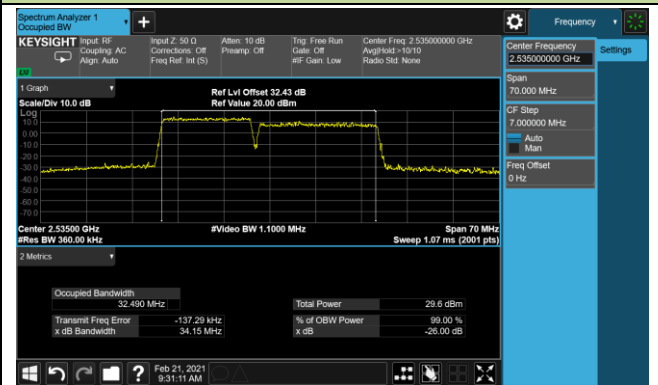 Spectrum Analyzer 1
Occupied BW
+
Frequency
KEYSIGHT
Input: RF
Coupling: AC
Align: Auto
Input Z: 50 Ω
Corrections: Off
Freq Ref: Int (S)
Atten: 10 dB
Preamp: Off
Trig: Free Run
Gate: Off
#IF Gain: Low
Center Freq: 2.535000000 GHz
Avg|Hold:>10/10
Radio Std: None
LV
Center Frequency
2.535000000 GHz
Settings
Span
70.000 MHz
CF Step
7.000000 MHz
Auto
Man
Freq Offset
0 Hz
1 Graph
Scale/Div 10.0 dB
Ref Lvl Offset 32.43 dB
Ref Value 20.00 dBm
Log
10.0
0.00
-10.0
-20.0
-30.0
-40.0
-50.0
-60.0
-70.0
Center 2.53500 GHz
#Video BW 1.1000 MHz
Span 70 MHz
#Res BW 360.00 kHz
Sweep 1.07 ms (2001 pts)
2 Metrics
Occupied Bandwidth
32.490 MHz
Total Power 29.6 dBm
Transmit Freq Error -137.29 kHz
% of OBW Power 99.00 %
x dB Bandwidth 34.15 MHz
x dB -26.00 dB
?
Feb 21, 2021
9:31:11 AM